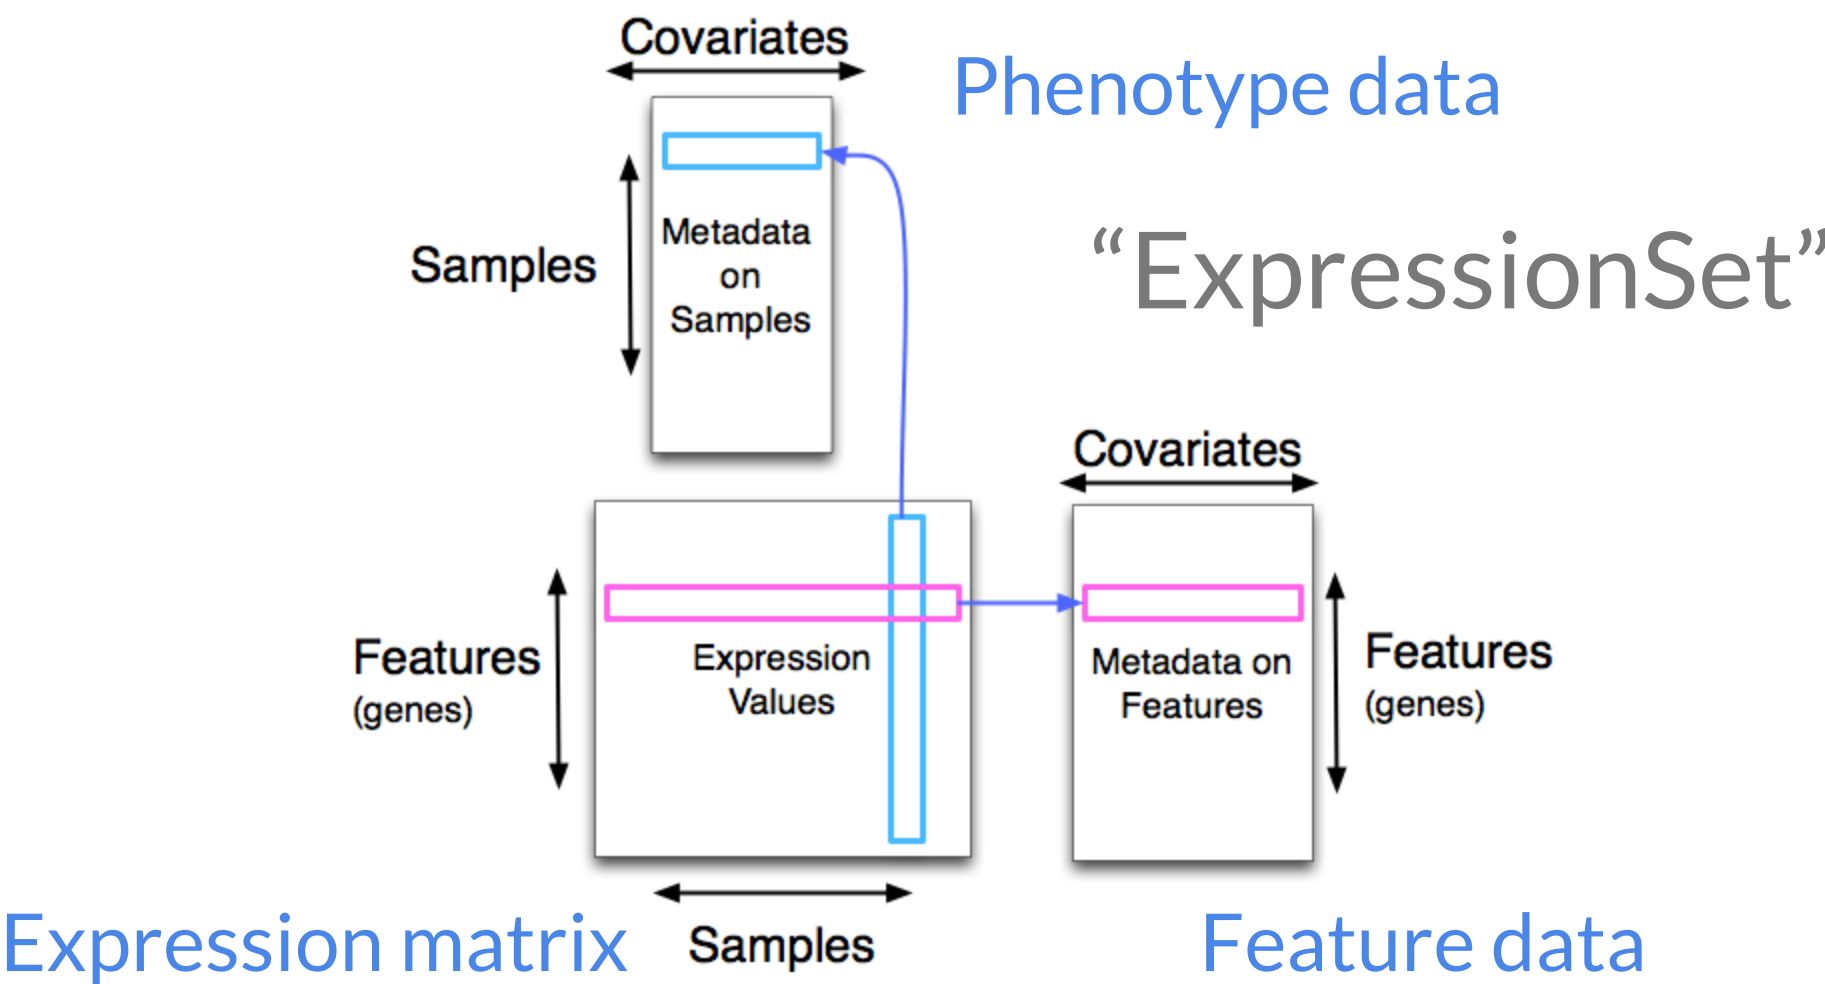 Covariates
Phenotype data
Samples
Metadata
on
Samples
“ExpressionSet”
Covariates
Features
(genes)
Expression
Values
Metadata on
Features
Features
(genes)
Expression matrix
Samples
Feature data